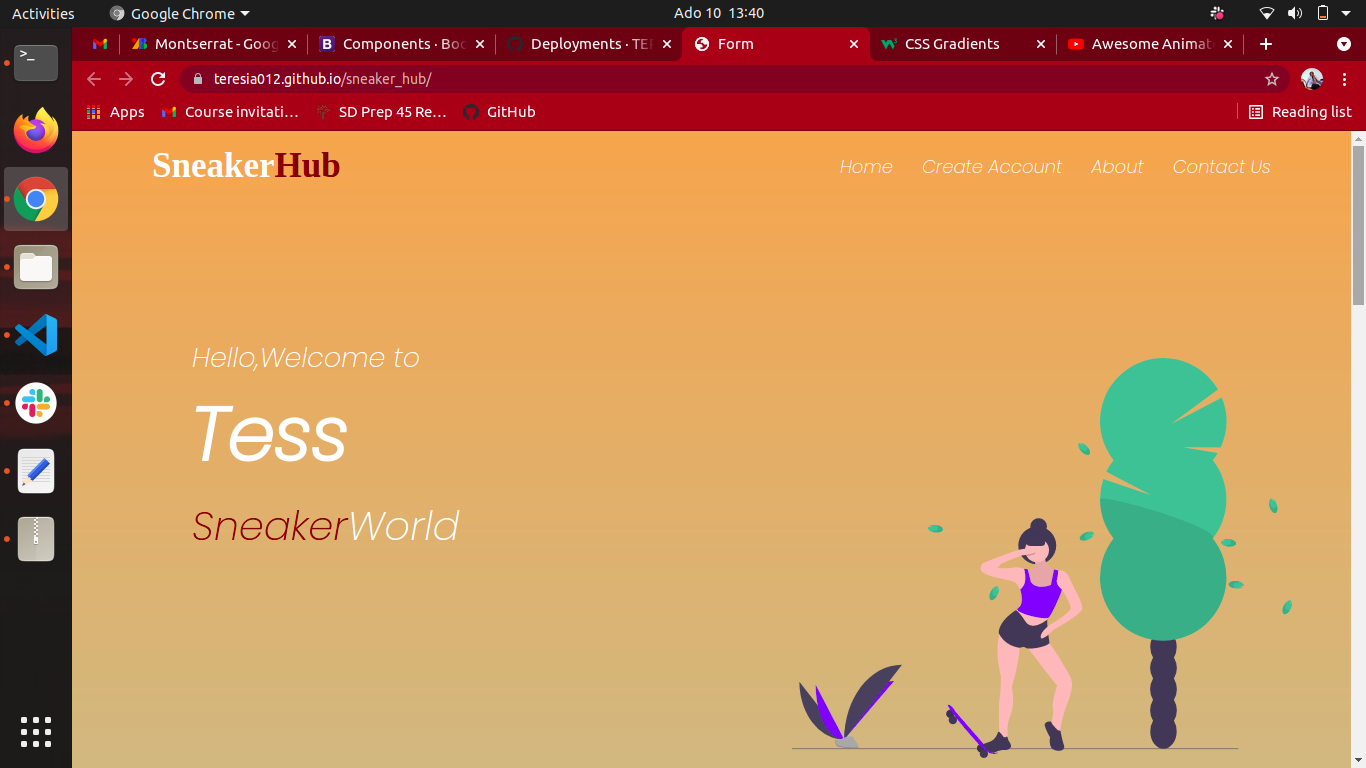 Activities
Google Chrome
Ado 10 13:40
Montserrat - Goog
Components · Boo
Deployments · TER
Form
CSS Gradients
Awesome Animat
teresia012.github.io/sneaker_hub/
Apps
Course invitati…
SD Prep 45 Re…
GitHub
Reading list
SneakerHub
Home
Create Account
About
Contact Us
Hello,Welcome to
Tess
SneakerWorld